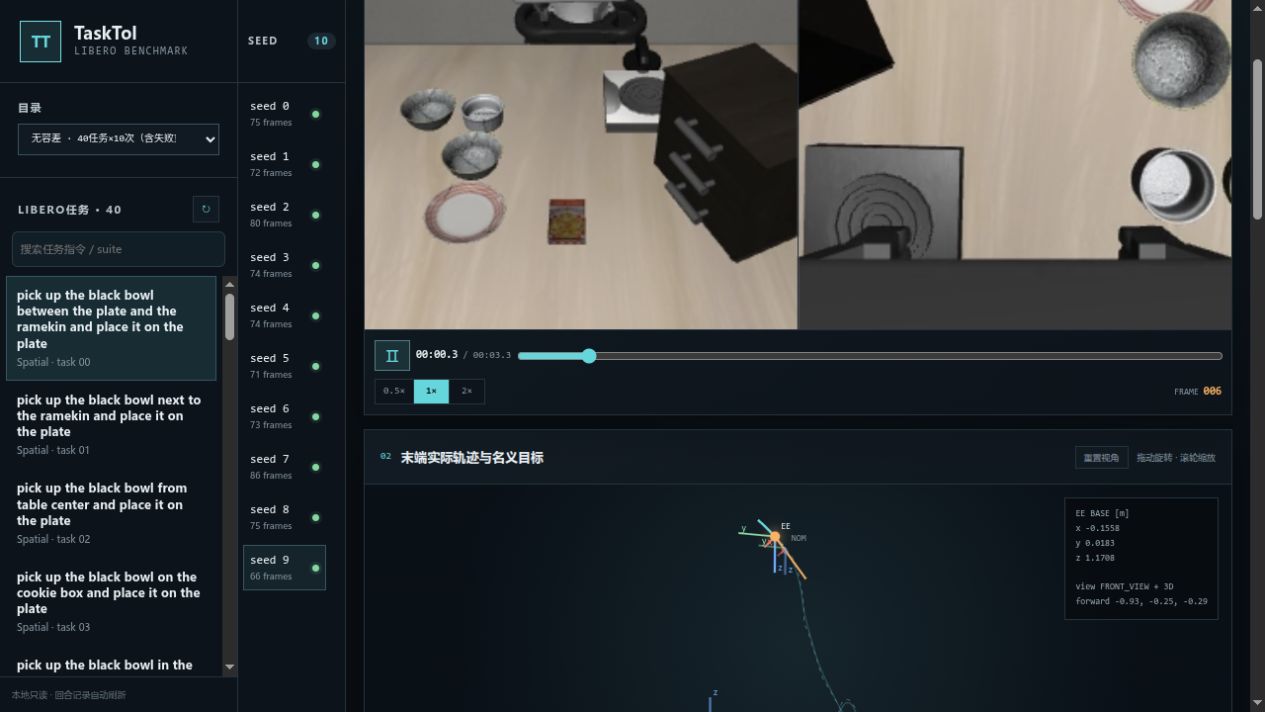 TT
TaskTol
LIBERO BENCHMARK
目录
无容差 · 40任务×10次（含失败）
LIBERO任务 · 40
↻
搜索任务指令 / suite
pick up the black bowl
between the plate and the
ramekin and place it on the
plate
Spatial · task 00
pick up the black bowl next to
the ramekin and place it on
the plate
Spatial · task 01
pick up the black bowl from
table center and place it on
the plate
Spatial · task 02
pick up the black bowl on the
cookie box and place it on the
plate
Spatial · task 03
pick up the black bowl in the
本地只读 · 回合记录自动刷新
SEED 10
seed 0
75 frames
seed 1
72 frames
seed 2
80 frames
seed 3
74 frames
seed 4
74 frames
seed 5
71 frames
seed 6
73 frames
seed 7
86 frames
seed 8
75 frames
seed 9
66 frames
00:00.3 / 00:03.3
0.5× 1× 2×
FRAME 006
02 末端实际轨迹与名义目标
重置视角 拖动旋转 · 滚轮缩放
EE
NOM
y
y
z
z
z
EE BASE [m]
x -0.1558
y 0.0183
z 1.1708
view FRONT_VIEW + 3D
forward -0.93, -0.25, -0.29